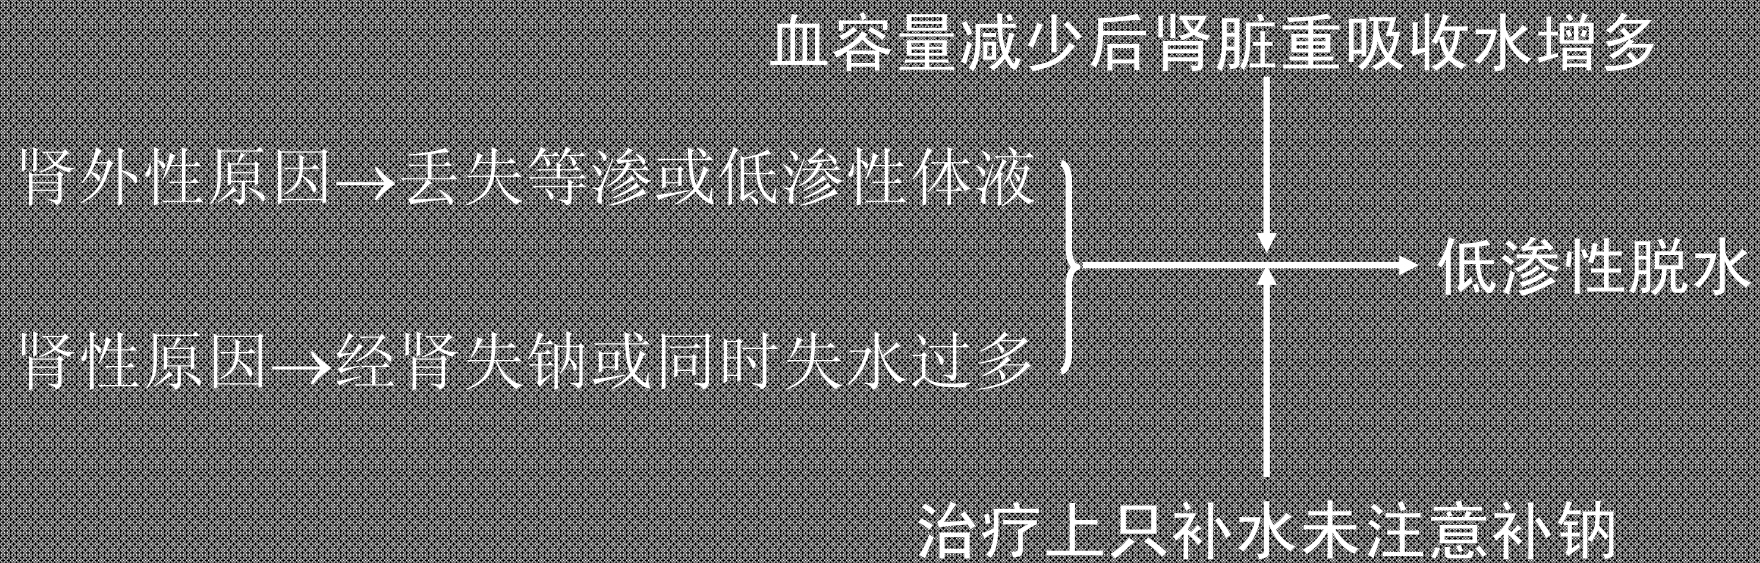 血容量减少后肾脏重吸收水增多
肾外性原因→丢失等渗或低渗性体液
低渗性脱水
肾性原因→经肾失钠或同时失水过多
治疗上只补水未注意补钠